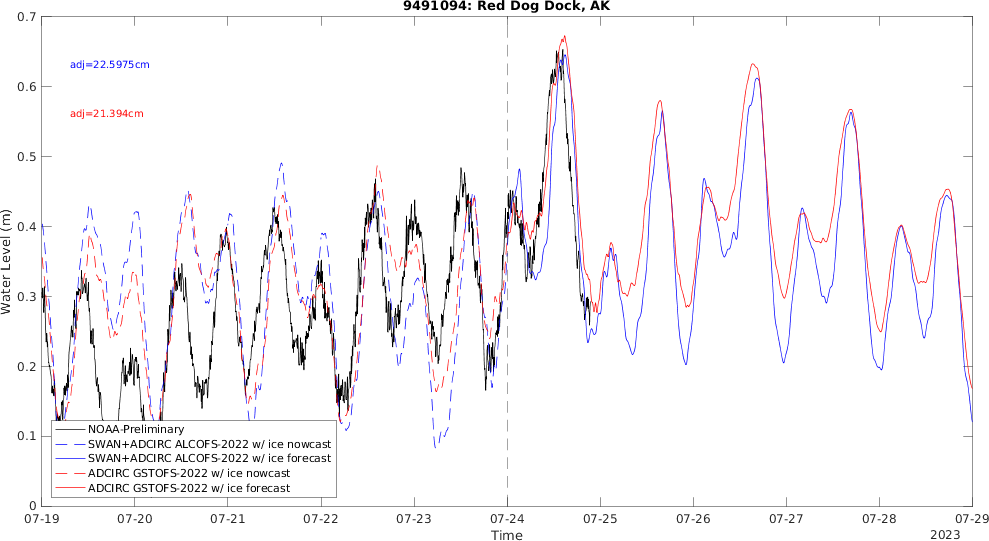 9491094: Red Dog Dock, AK
0.7
0.6
0.5
0.4
0.3
0.2
0.1
0
Water Level (m)
adj=22.5975cm
adj=21.394cm
NOAA-Preliminary
SWAN+ADCIRC ALCOFS-2022 w/ ice nowcast
SWAN+ADCIRC ALCOFS-2022 w/ ice forecast
ADCIRC GSTOFS-2022 w/ ice nowcast
ADCIRC GSTOFS-2022 w/ ice forecast
07-19 07-20 07-21 07-22 07-23 07-24 07-25 07-26 07-27 07-28 07-29
Time
2023